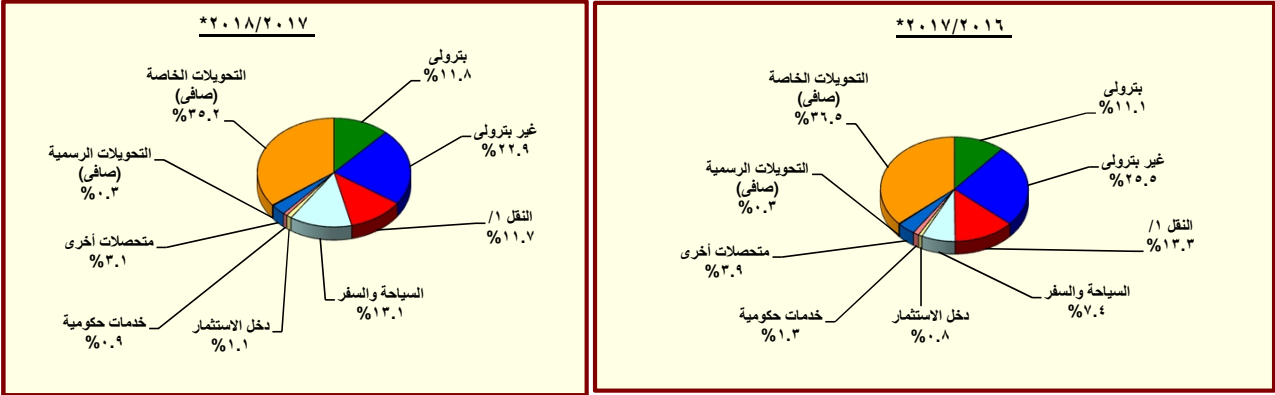 *٢٠١٧/٢٠١٦
بترولى
%١١.١
غير بترولى
%٢٥.٥
النقل ١/
%١٣.٣
السياحة والسفر
%٧.٤
دخل الاستثمار
%٠.٨
خدمات حكومية
%١.٣
متحصلات أخرى
%٣.٩
التحويلات الرسمية
(صافى)
%٠.٣
التحويلات الخاصة
(صافى)
%٣٦.٥
*٢٠١٨/٢٠١٧
بترولى
%١١.٨
غير بترولى
%٢٢.٩
النقل ١/
%١١.٧
السياحة والسفر
%١٣.١
دخل الاستثمار
%١.١
خدمات حكومية
%٠.٩
متحصلات أخرى
%٣.١
التحويلات الرسمية
(صافى)
%٠.٣
التحويلات الخاصة
(صافى)
%٣٥.٢